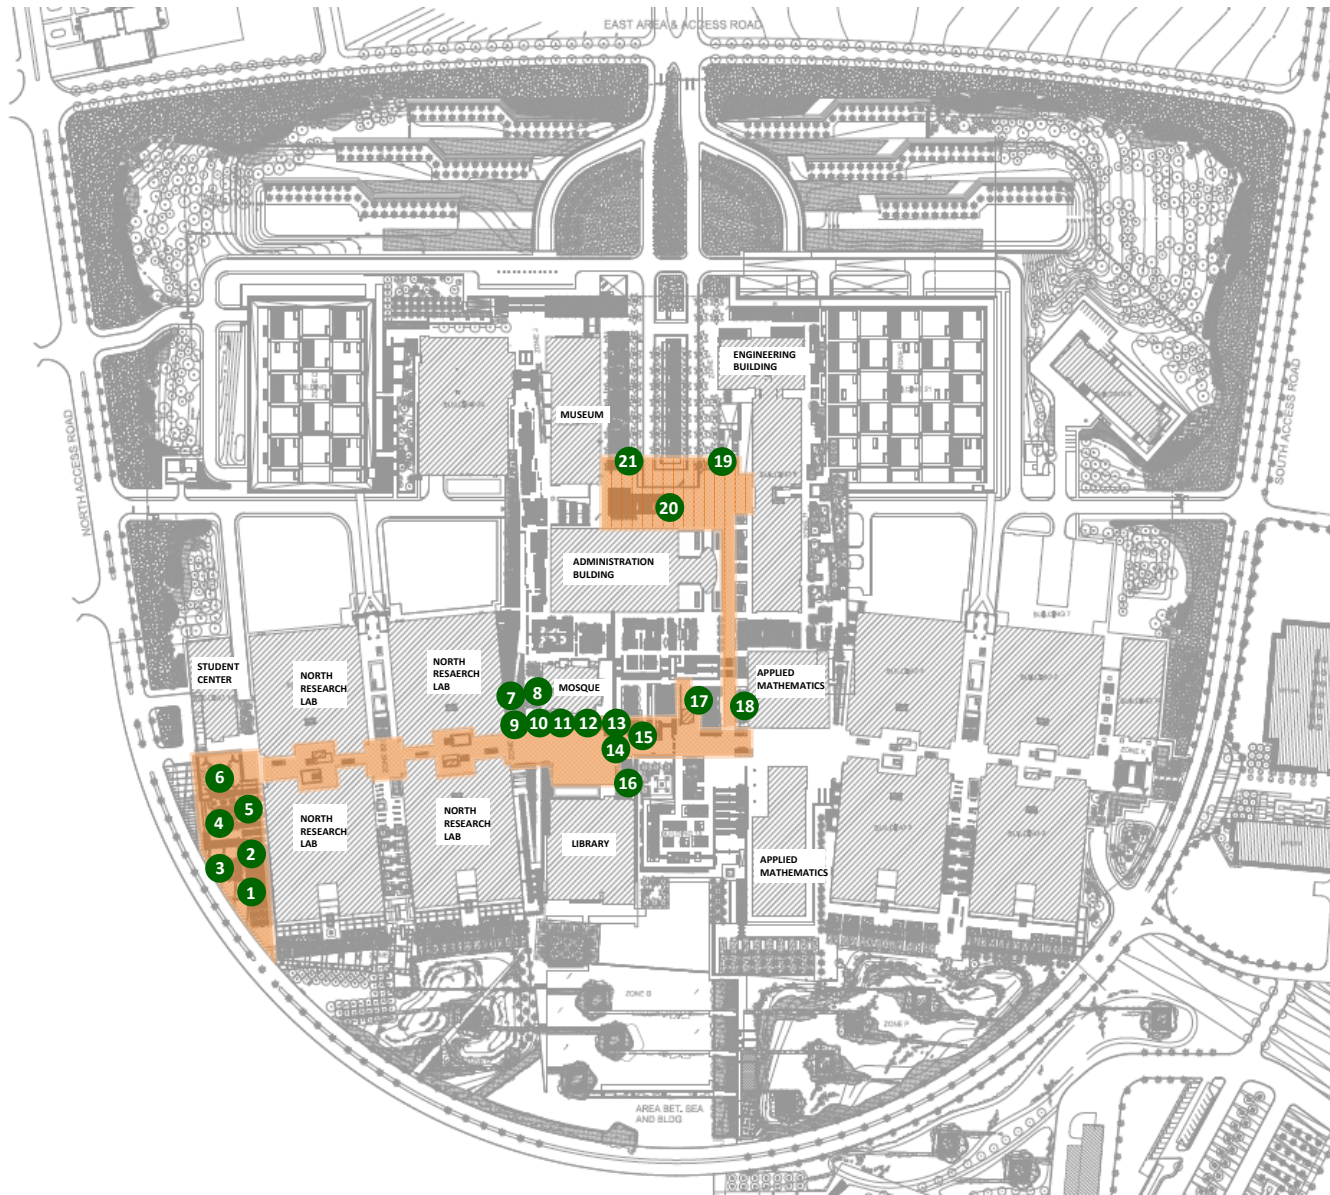 EAST AREA & ACCESS ROAD
ENGINEERING
BUILDING
MUSEUM
NORTH ACCESS ROAD
SOUTH ACCESS ROAD
21
19
20
ADMINISTRATION
BULDING
STUDENT
CENTER
NORTH
RESEARCH
LAB
NORTH
RESAERCH
LAB
MOSQUE
APPLIED
MATHEMATICS
BUILDING 7
7
8
17
18
9
10
11
12
13
15
14
16
ZONE K
6
5
4
2
3
1
NORTH
RESEARCH
LAB
NORTH
RESEARCH
LAB
LIBRARY
APPLIED
MATHEMATICS
ZONE P
AREA BET. SEA
AND BLDG